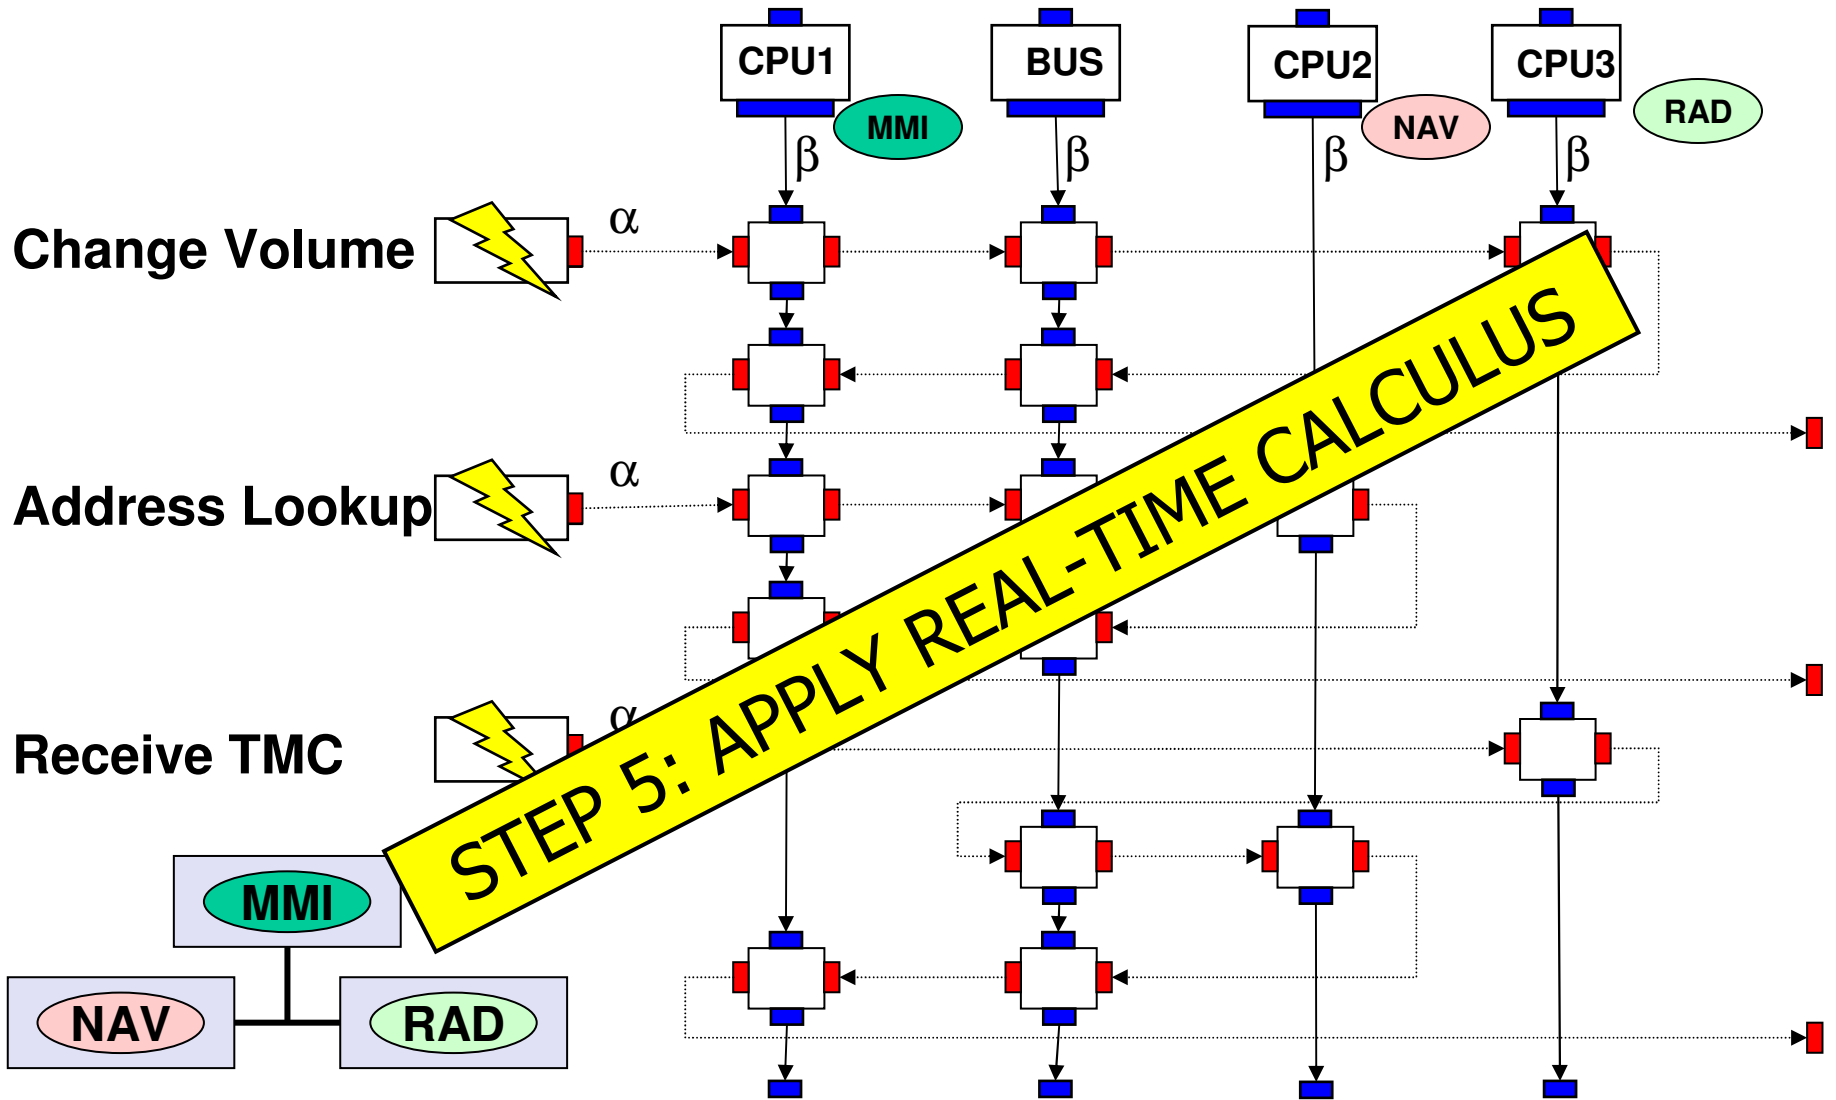 CPU1
BUS
CPU2
CPU3
MMI
NAV
RAD
β
β
β
β
Change Volume
α
Address Lookup
α
Receive TMC
α
STEP 5: APPLY REAL-TIME CALCULUS
MMI
NAV
RAD